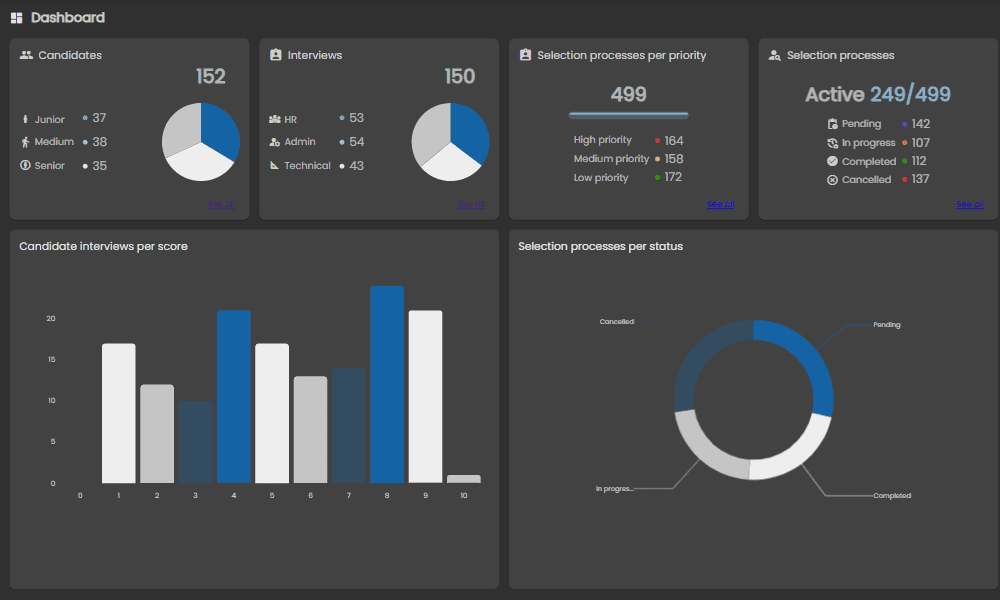 Dashboard
Candidates
152
Junior 37
Medium 38
Senior 35
See all
Interviews
150
HR 53
Admin 54
Technical 43
See all
Selection processes per priority
499
High priority 164
Medium priority 158
Low priority 172
See all
Selection processes
Active 249/499
Pending 142
In progress 107
Completed 112
Cancelled 137
See all
Candidate interviews per score
20
15
10
5
0
0 1 2 3 4 5 6 7 8 9 10
Selection processes per status
Cancelled
Pending
In progres...
Completed